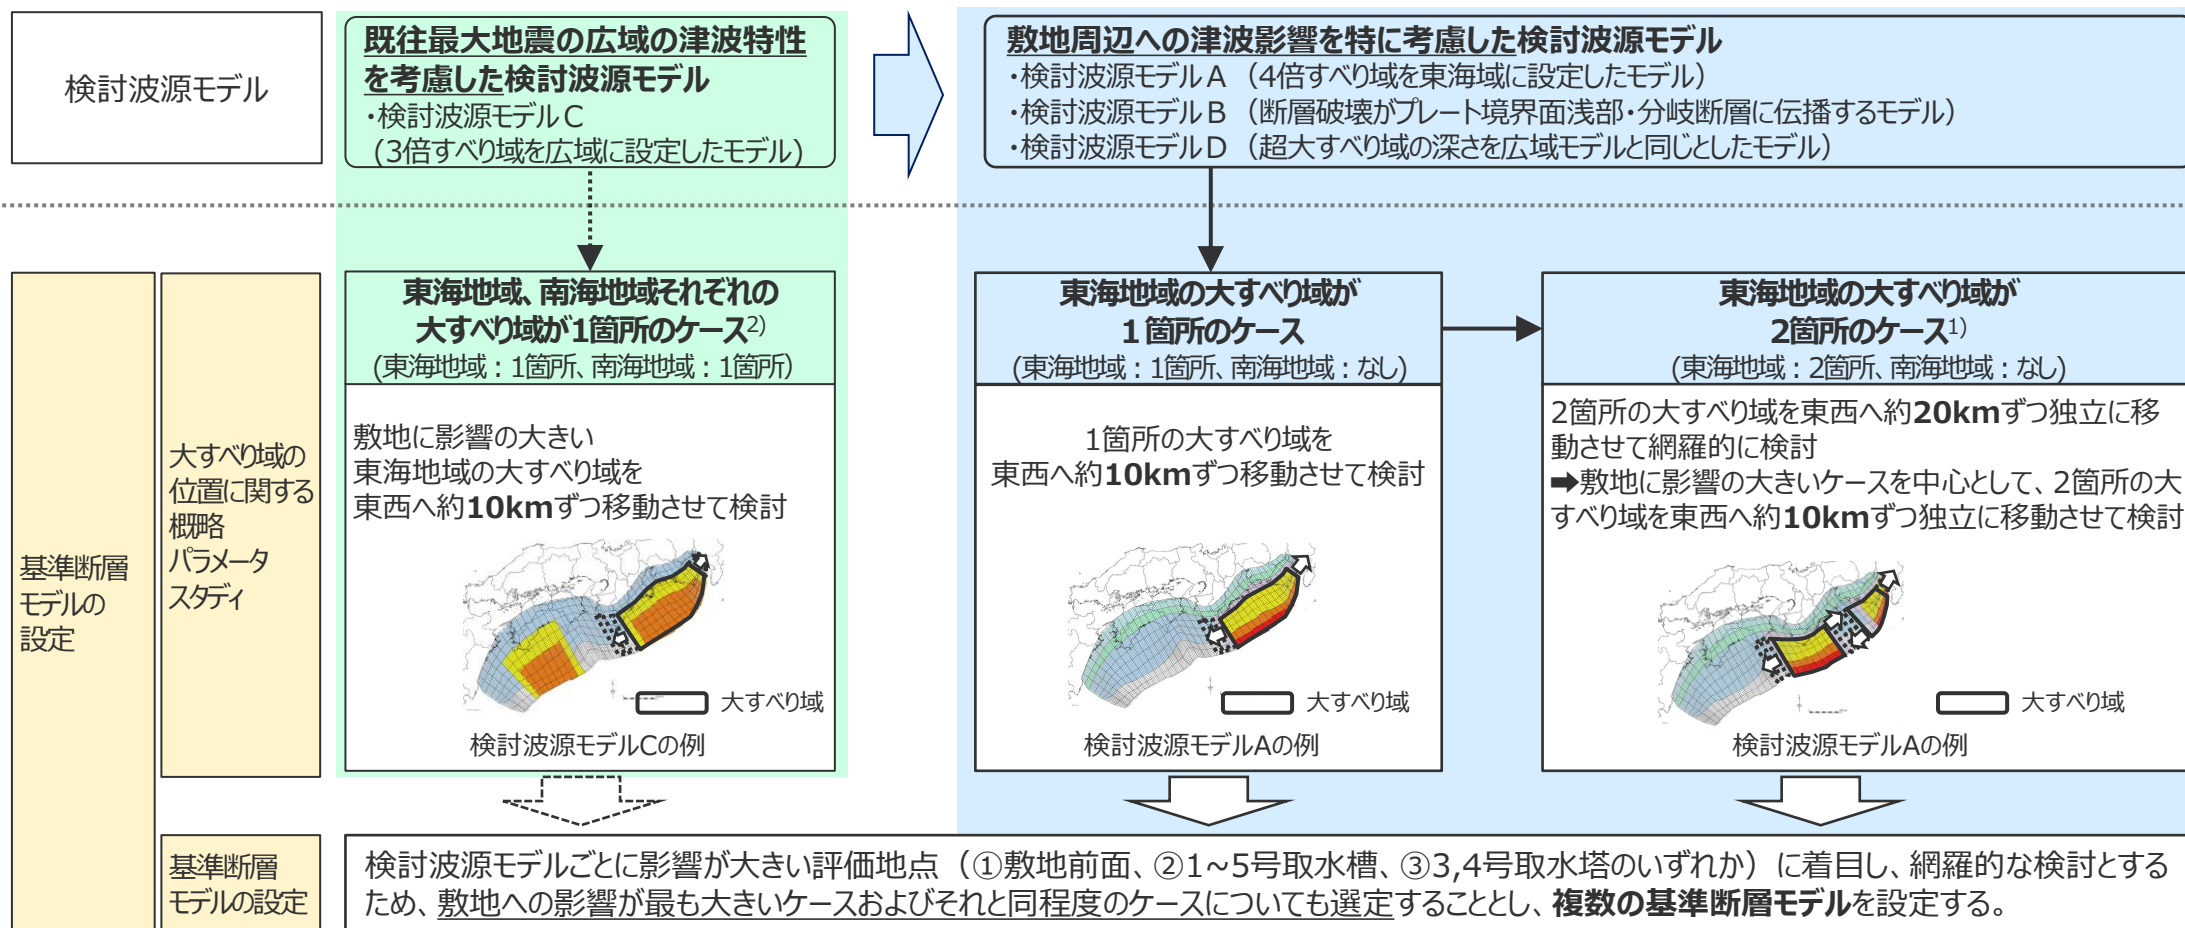 検討波源モデル
既往最大地震の広域の津波特性
を考慮した検討波源モデル
・検討波源モデルC
(3倍すべり域を広域に設定したモデル)
敷地周辺への津波影響を特に考慮した検討波源モデル
・検討波源モデルA (4倍すべり域を東海域に設定したモデル)
・検討波源モデルB (断層破壊がプレート境界面浅部・分岐断層に伝播するモデル)
・検討波源モデルD (超大すべり域の深さを広域モデルと同じとしたモデル)
基準断層
モデルの
設定
大すべり域の
位置に関する
概略
パラメータ
スタディ
東海地域、南海地域それぞれの
大すべり域が1箇所のケース2)
(東海地域:1箇所、南海地域:1箇所)
敷地に影響の大きい
東海地域の大すべり域を
東西へ約10kmずつ移動させて検討
大すべり域
検討波源モデルCの例
東海地域の大すべり域が
1箇所のケース
(東海地域:1箇所、南海地域:なし)
1箇所の大すべり域を
東西へ約10kmずつ移動させて検討
大すべり域
検討波源モデルAの例
東海地域の大すべり域が
2箇所のケース1)
(東海地域:2箇所、南海地域:なし)
2箇所の大すべり域を東西へ約20kmずつ独立に移
動させて網羅的に検討
➡敷地に影響の大きいケースを中心として、2箇所の大
すべり域を東西へ約10kmずつ独立に移動させて検討
大すべり域
検討波源モデルAの例
基準断層
モデルの設定
検討波源モデルごとに影響が大きい評価地点(①敷地前面、②1~5号取水槽、③3,4号取水塔のいずれか)に着目し、網羅的な検討とする
ため、敷地への影響が最も大きいケースおよびそれと同程度のケースについても選定することとし、複数の基準断層モデルを設定する。